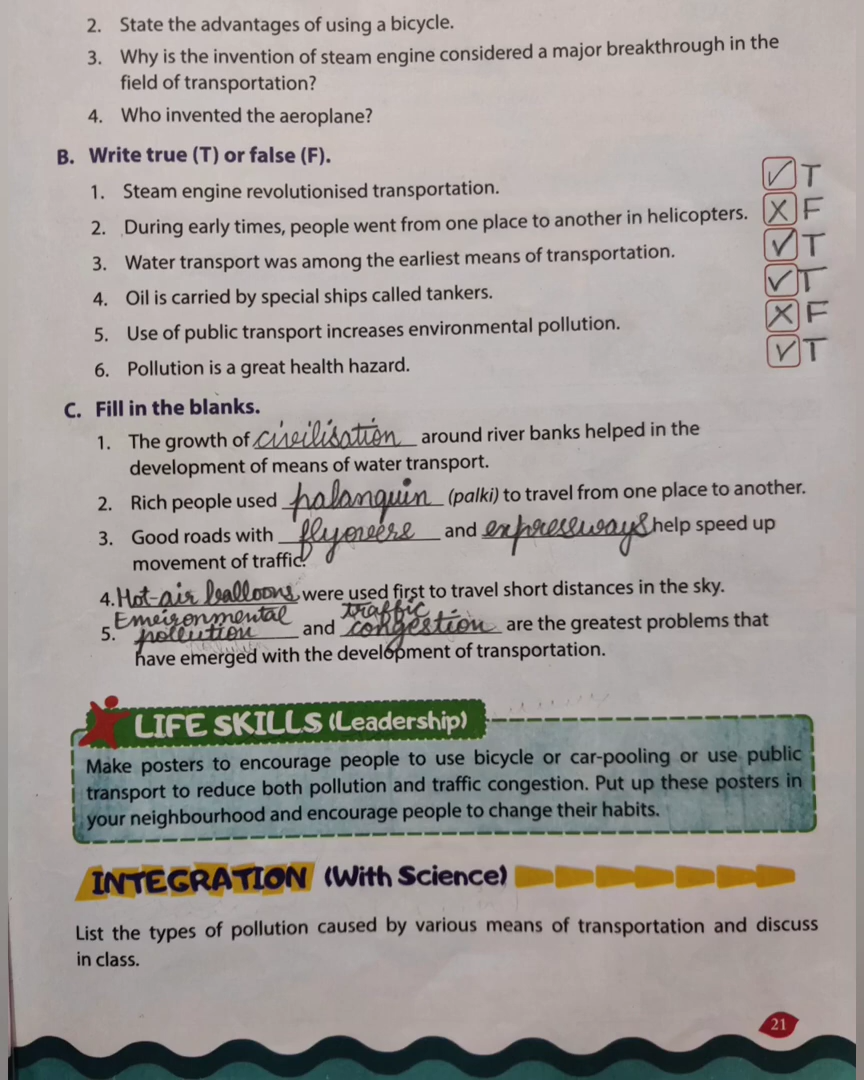 2. State the advantages of using a bicycle.
3. Why is the invention of steam engine considered a major breakthrough in the
field of transportation?
4. Who invented the aeroplane?
B. Write true (T) or false (F).
1. Steam engine revolutionised transportation. ✓ T
2. During early times, people went from one place to another in helicopters. X F
3. Water transport was among the earliest means of transportation. ✓ T
4. Oil is carried by special ships called tankers. ✓ T
5. Use of public transport increases environmental pollution. X F
6. Pollution is a great health hazard. ✓ T
C. Fill in the blanks.
1. The growth of civilisation around river banks helped in the
development of means of water transport.
2. Rich people used palanquin (palki) to travel from one place to another.
3. Good roads with flyovers and expressways help speed up
movement of traffic.
4. Hot-air balloons were used first to travel short distances in the sky.
Emeironmental traffic
5. pollution and congestion are the greatest problems that
have emerged with the development of transportation.
LIFE SKILLS (Leadership)
Make posters to encourage people to use bicycle or car-pooling or use public
transport to reduce both pollution and traffic congestion. Put up these posters in
your neighbourhood and encourage people to change their habits.
INTEGRATION (With Science)
List the types of pollution caused by various means of transportation and discuss
in class.
21